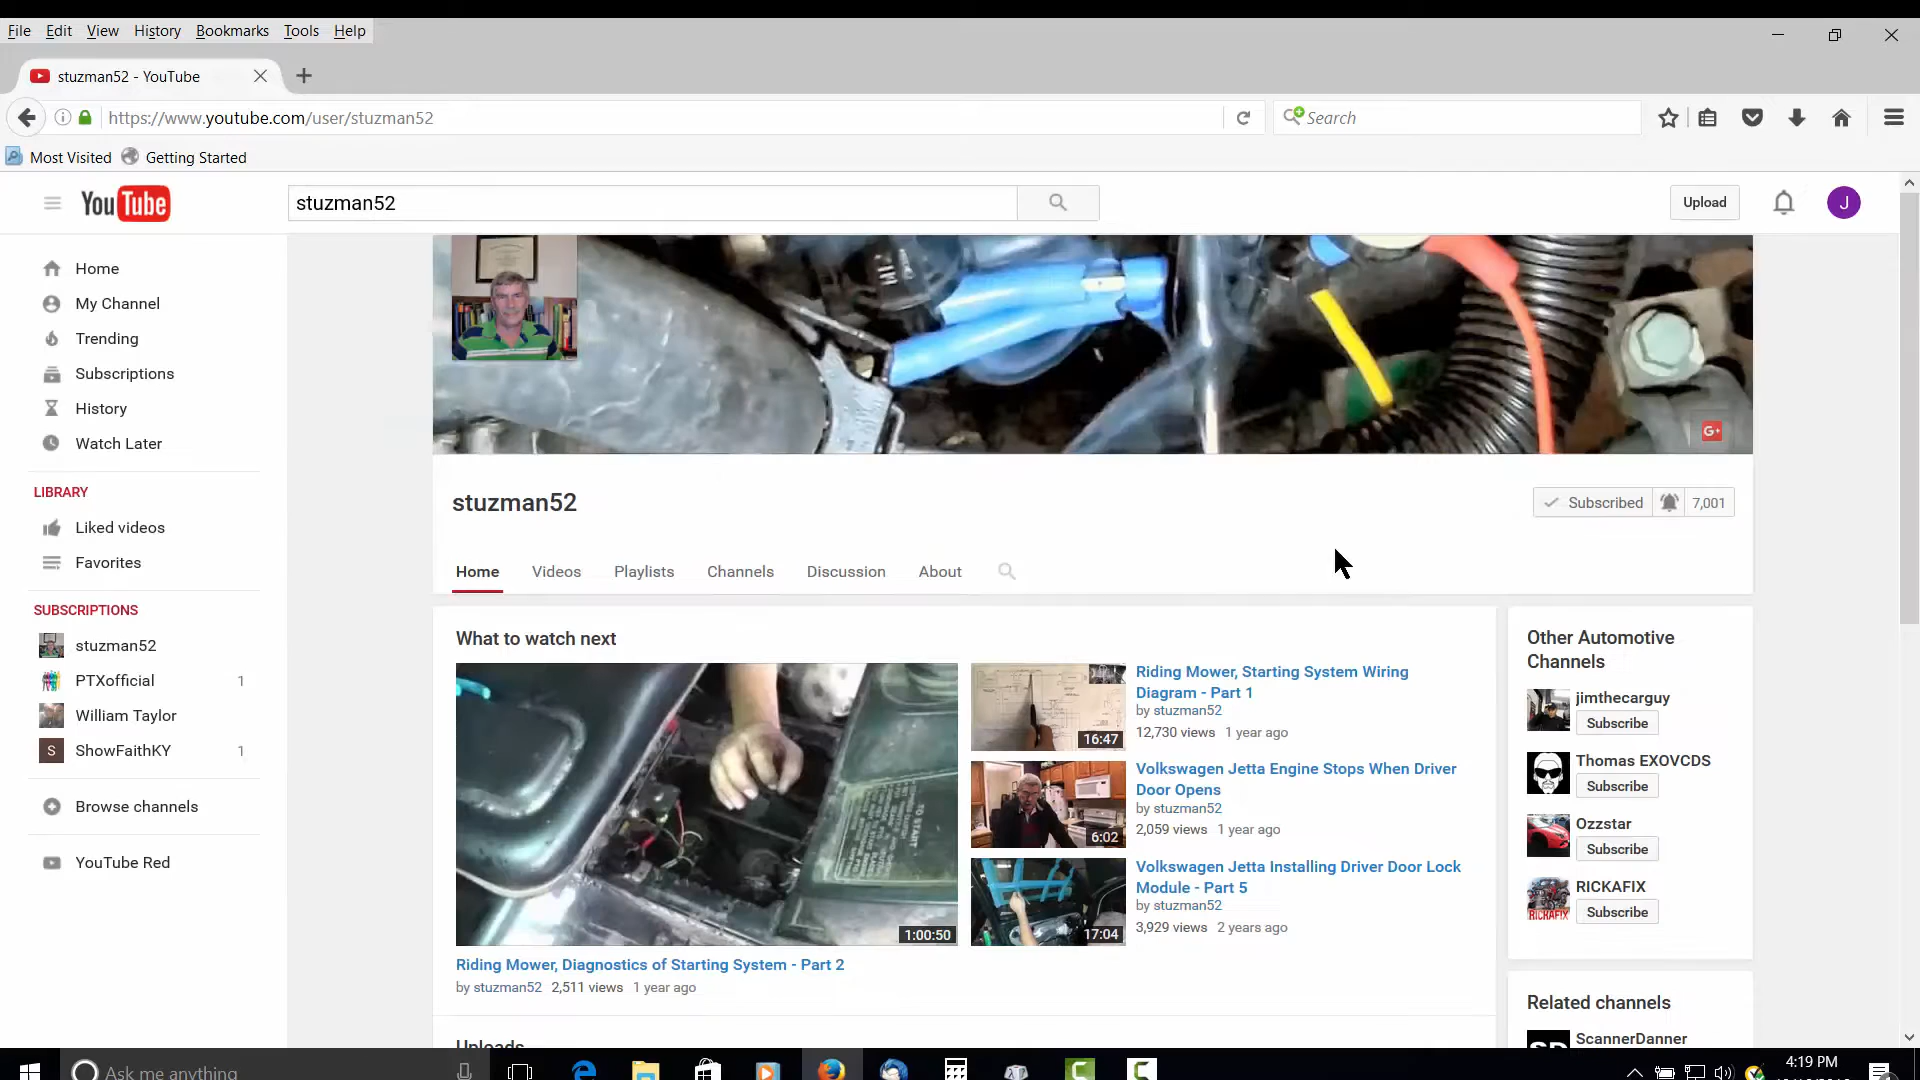 File Edit View History Bookmarks Tools Help
stuzman52 - YouTube
https://www.youtube.com/user/stuzman52
Search
Most Visited Getting Started
YouTube
stuzman52
Upload
J
Home
My Channel
Trending
Subscriptions
History
Watch Later
LIBRARY
Liked videos
Favorites
SUBSCRIPTIONS
stuzman52
PTXofficial 1
William Taylor
S ShowFaithKY 1
Browse channels
YouTube Red
G+
stuzman52
Subscribed 7,001
Home Videos Playlists Channels Discussion About
What to watch next
TO START
1:00:50
Riding Mower, Diagnostics of Starting System - Part 2
by stuzman52 2,511 views 1 year ago
16:47
Riding Mower, Starting System Wiring
Diagram - Part 1
by stuzman52
12,730 views 1 year ago
6:02
Volkswagen Jetta Engine Stops When Driver
Door Opens
by stuzman52
2,059 views 1 year ago
17:04
Volkswagen Jetta Installing Driver Door Lock
Module - Part 5
by stuzman52
3,929 views 2 years ago
Uploads
Other Automotive
Channels
jimthecarguy
Subscribe
Thomas EXOVCDS
Subscribe
Ozzstar
Subscribe
RICKAFIX
RICKAFIX
Subscribe
Related channels
ScannerDanner
Ask me anything
4:19 PM